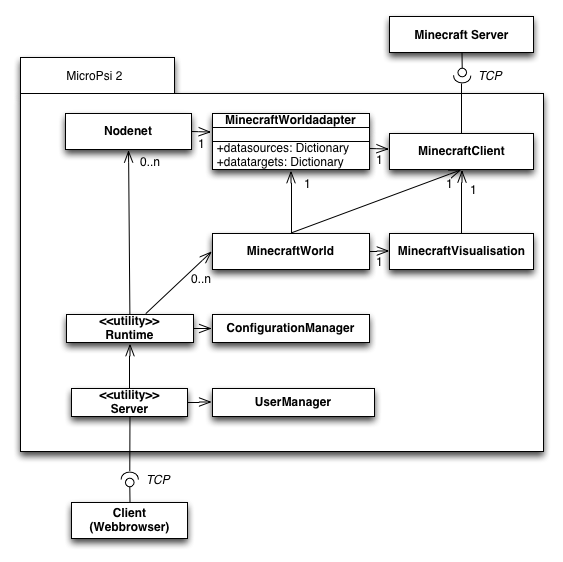 Minecraft Server
TCP
MicroPsi 2
Nodenet
1
MinecraftWorldadapter
+datasources: Dictionary
+datatargets: Dictionary
1
MinecraftClient
0..n
1
1
1
MinecraftWorld
1
MinecraftVisualisation
0..n
<<utility>>
Runtime
ConfigurationManager
<<utility>>
Server
UserManager
TCP
Client
(Webbrowser)